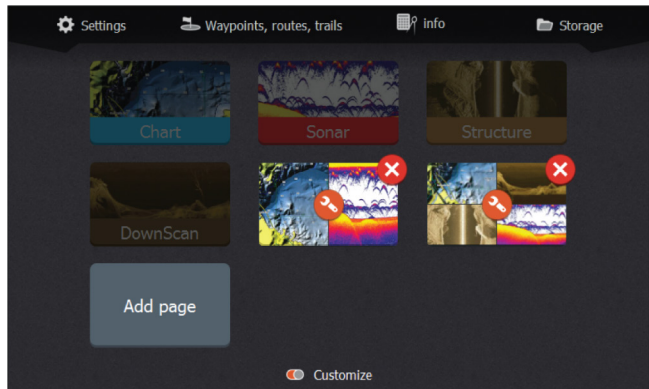 Settings
Waypoints, routes, trails
info
Storage
Chart
Sonar
Structure
DownScan
Add page
Customize